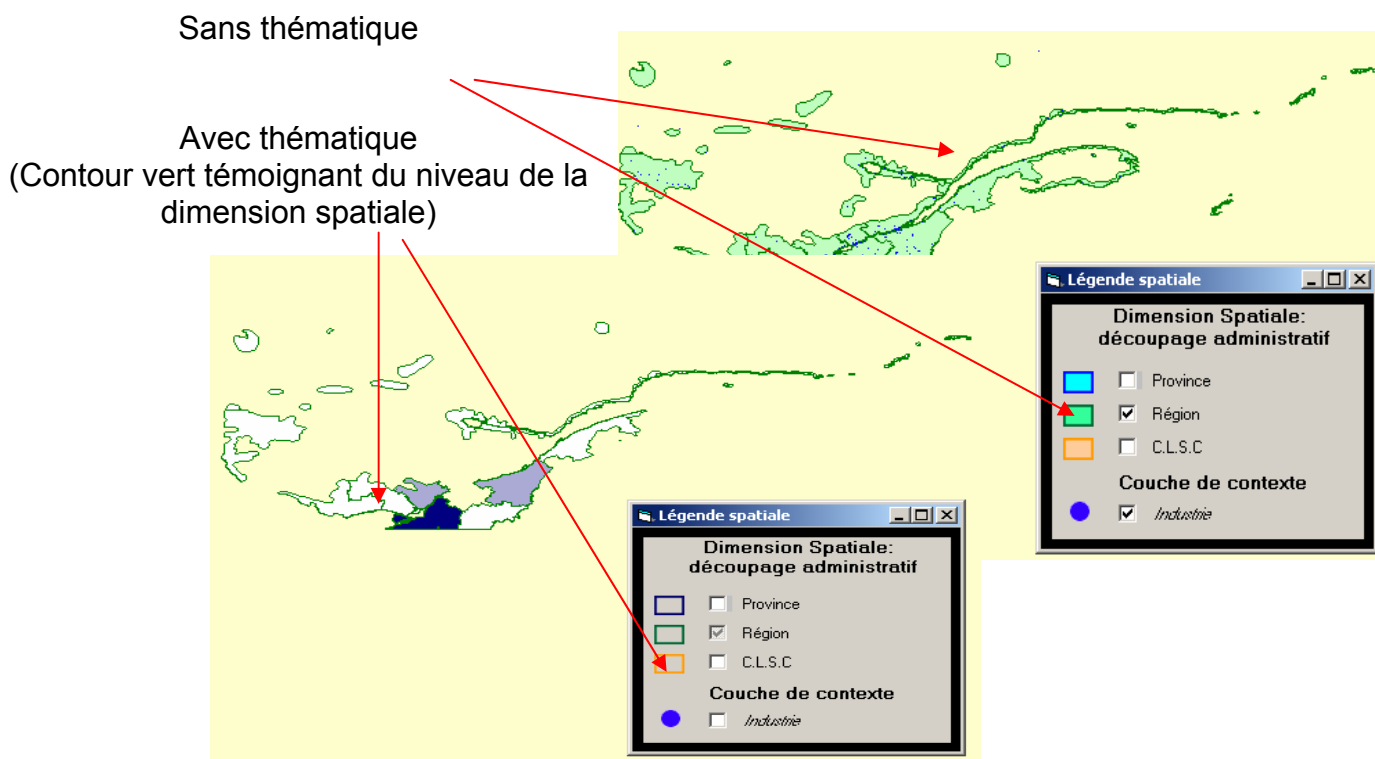 Sans thématique
Avec thématique
(Contour vert témoignant du niveau de la
dimension spatiale)
Légende spatiale
Dimension Spatiale:
découpage administratif
Province
Région
C.L.S.C
Couche de contexte
Industrie
Légende spatiale
Dimension Spatiale:
découpage administratif
Province
Région
C.L.S.C
Couche de contexte
Industrie